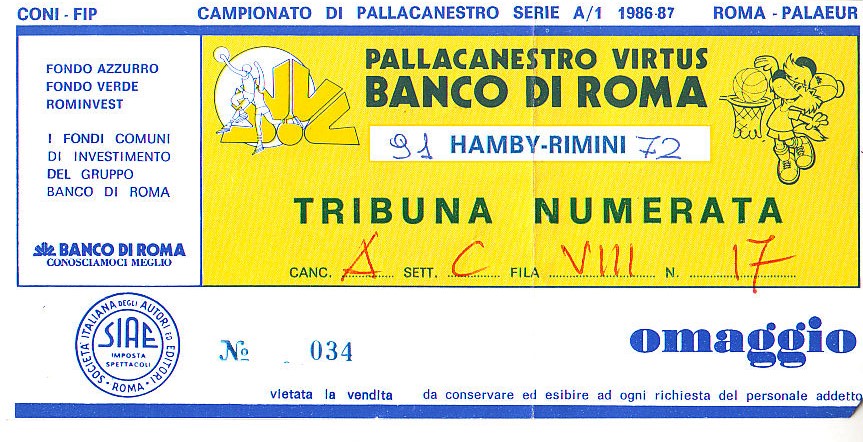 CONI - FIP CAMPIONATO DI PALLACANESTRO SERIE A/1 1986-87 ROMA - PALAEUR
FONDO AZZURRO
FONDO VERDE
ROMINVEST
I FONDI COMUNI
DI INVESTIMENTO
DEL GRUPPO
BANCO DI ROMA
BANCO DI ROMA
CONOSCIAMOCI MEGLIO
PALLACANESTRO VIRTUS
BANCO DI ROMA
91 HAMBY-RIMINI 72
TRIBUNA NUMERATA
CANC. A SETT. C FILA VIII N. 17
SOCIETÀ ITALIANA DEGLI AUTORI ED EDITORI
SIAE
IMPOSTA
SPETTACOLI
- ROMA -
No 034
omaggio
vietata la vendita da conservare ed esibire ad ogni richiesta del personale addetto